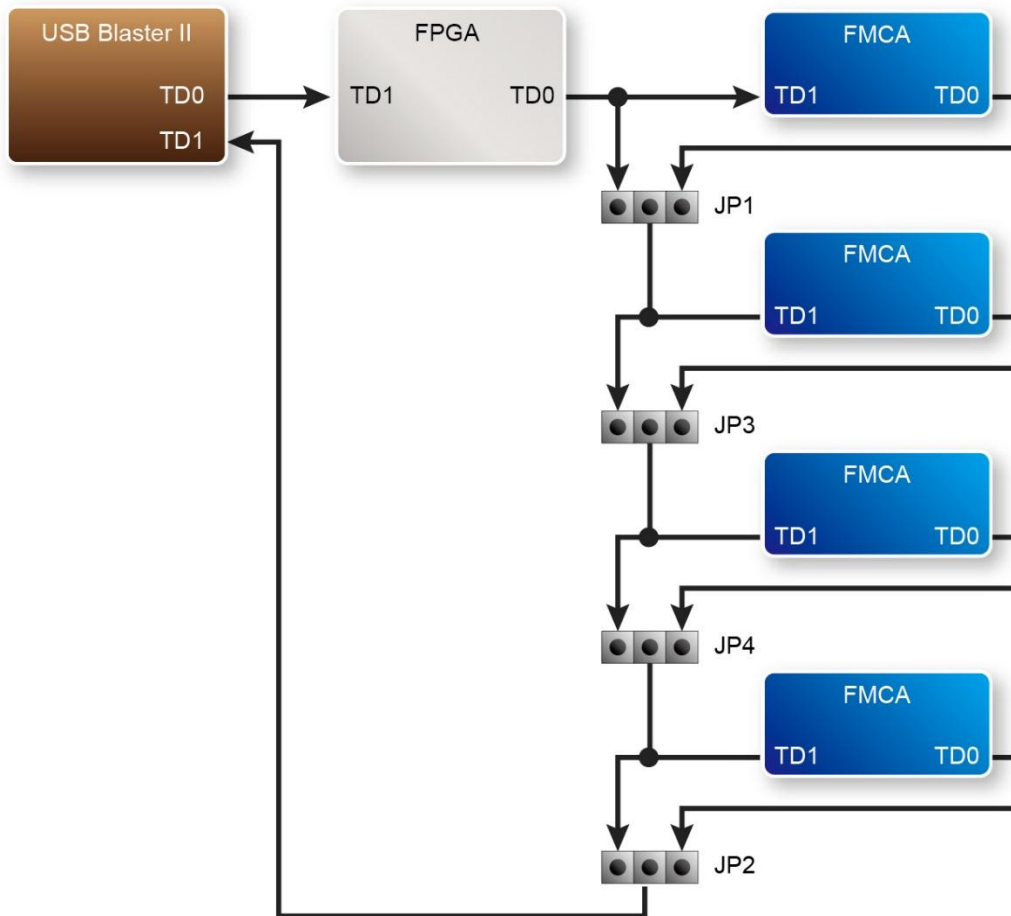 USB Blaster II
TD0
TD1
FPGA
TD1 TD0
FMCA
TD1 TD0
JP1
FMCA
TD1 TD0
JP3
FMCA
TD1 TD0
JP4
FMCA
TD1 TD0
JP2